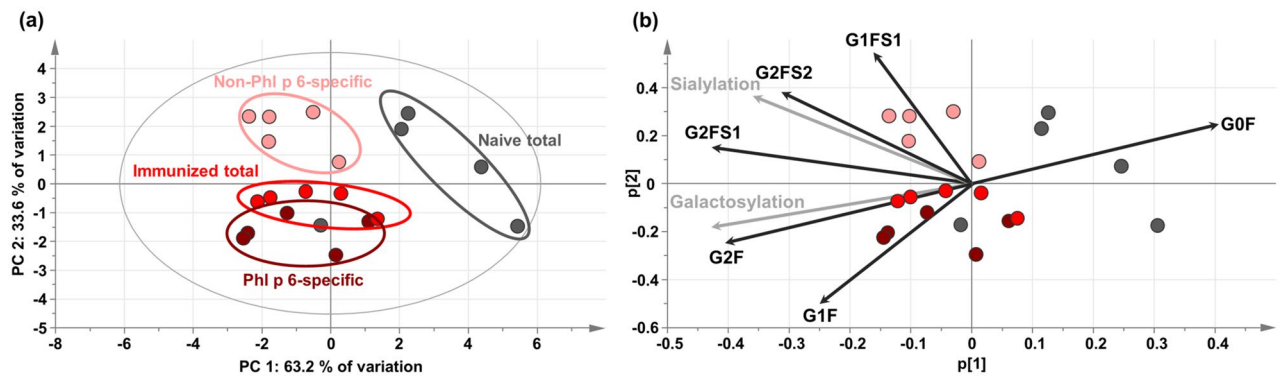 (a)
PC 2: 33.6 % of variation
4
3
2
1
0
-1
-2
-3
-4
-5
-8
-6
-4
-2
0
2
4
6
PC 1: 63.2 % of variation
Non-Phl p 6-specific
Naive total
Immunized total
Phl p 6-specific
(b)
p[2]
0.4
0.2
0
-0.2
-0.4
-0.6
-0.5
-0.4
-0.3
-0.2
-0.1
0
0.1
0.2
0.3
0.4
p[1]
G1FS1
G2FS2
Sialylation
G2FS1
G0F
Galactosylation
G2F
G1F